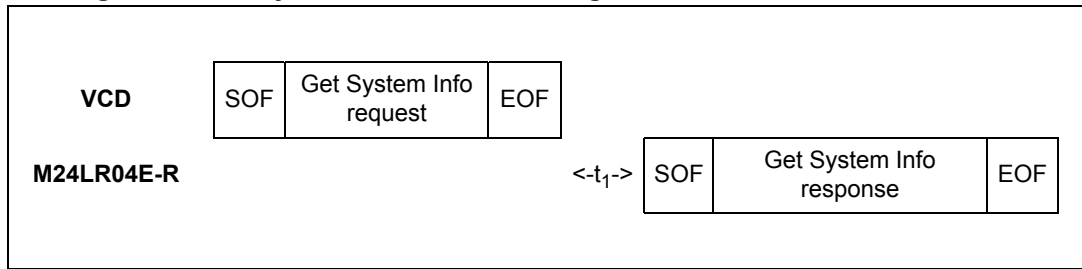 VCD SOF Get System Info request EOF
M24LR04E-R <-t1-> SOF Get System Info response EOF